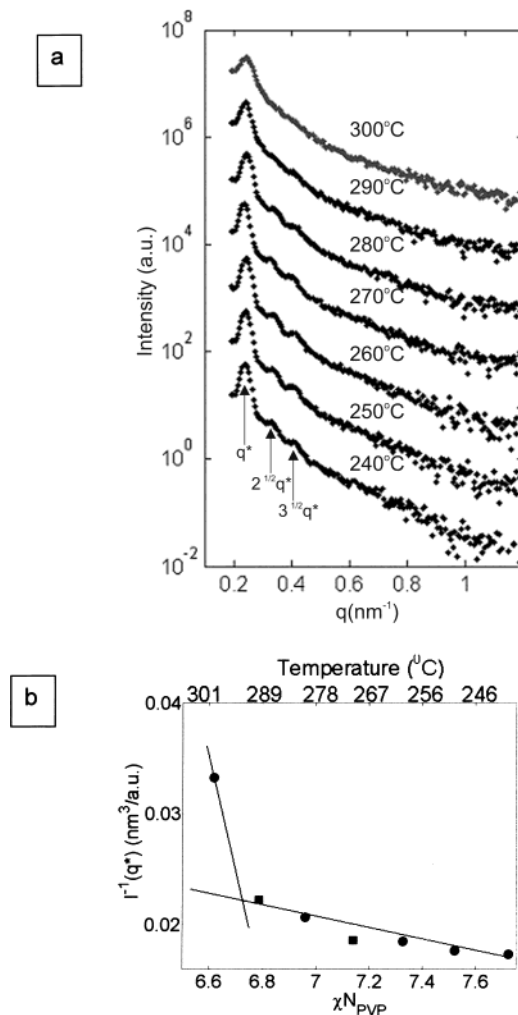 a
10^8
10^6
10^4
10^2
10^0
10^-2
Intensity (a.u.)
300°C
290°C
280°C
270°C
260°C
250°C
240°C
q*
2^1/2q*
3^1/2q*
0.2 0.4 0.6 0.8 1
q(nm^-1)
b
Temperature (^0C)
301 289 278 267 256 246
0.04
0.03
0.02
I^-1(q*) (nm^3/a.u.)
6.6 6.8 7 7.2 7.4 7.6
χN_PVP